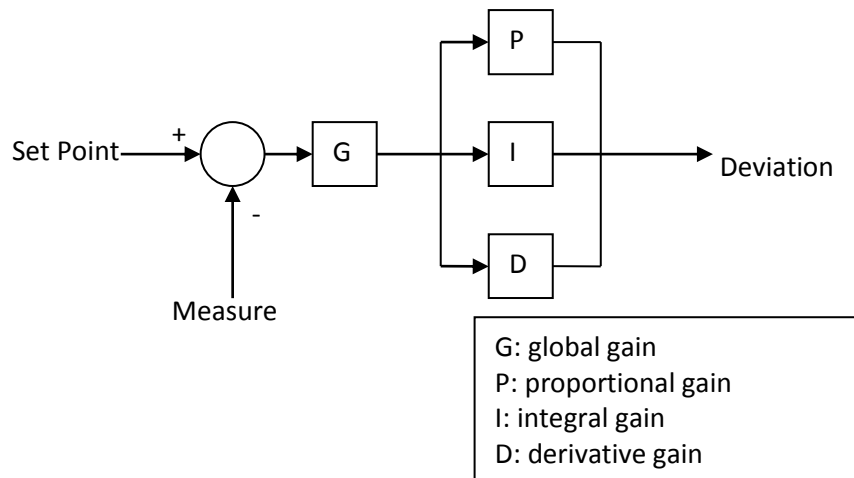 P
+
Set Point
G
I
Deviation
-
D
Measure
G: global gain
P: proportional gain
I: integral gain
D: derivative gain